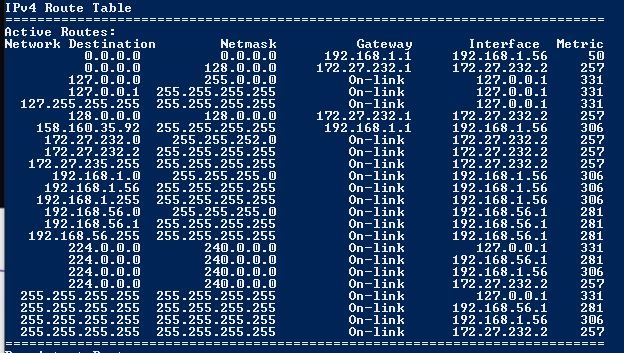 IPv4 Route Table
===========================================================================
Active Routes:
Network Destination        Netmask          Gateway       Interface  Metric
0.0.0.0          0.0.0.0      192.168.1.1     192.168.1.56     50
0.0.0.0        128.0.0.0     172.27.232.1     172.27.232.2    257
127.0.0.0        255.0.0.0         On-link         127.0.0.1    331
127.0.0.1  255.255.255.255         On-link         127.0.0.1    331
127.255.255.255  255.255.255.255         On-link         127.0.0.1    331
128.0.0.0        128.0.0.0     172.27.232.1     172.27.232.2    257
158.160.35.92  255.255.255.255      192.168.1.1     192.168.1.56    306
172.27.232.0    255.255.252.0         On-link      172.27.232.2    257
172.27.232.2  255.255.255.255         On-link      172.27.232.2    257
172.27.235.255  255.255.255.255         On-link      172.27.232.2    257
192.168.1.0    255.255.255.0         On-link      192.168.1.56    306
192.168.1.56  255.255.255.255         On-link      192.168.1.56    306
192.168.1.255  255.255.255.255         On-link      192.168.1.56    306
192.168.56.0    255.255.255.0         On-link      192.168.56.1    281
192.168.56.1  255.255.255.255         On-link      192.168.56.1    281
192.168.56.255  255.255.255.255         On-link      192.168.56.1    281
224.0.0.0        240.0.0.0         On-link         127.0.0.1    331
224.0.0.0        240.0.0.0         On-link      192.168.56.1    281
224.0.0.0        240.0.0.0         On-link      192.168.1.56    306
224.0.0.0        240.0.0.0         On-link      172.27.232.2    257
255.255.255.255  255.255.255.255         On-link         127.0.0.1    331
255.255.255.255  255.255.255.255         On-link      192.168.56.1    281
255.255.255.255  255.255.255.255         On-link      192.168.1.56    306
255.255.255.255  255.255.255.255         On-link      172.27.232.2    257
===========================================================================